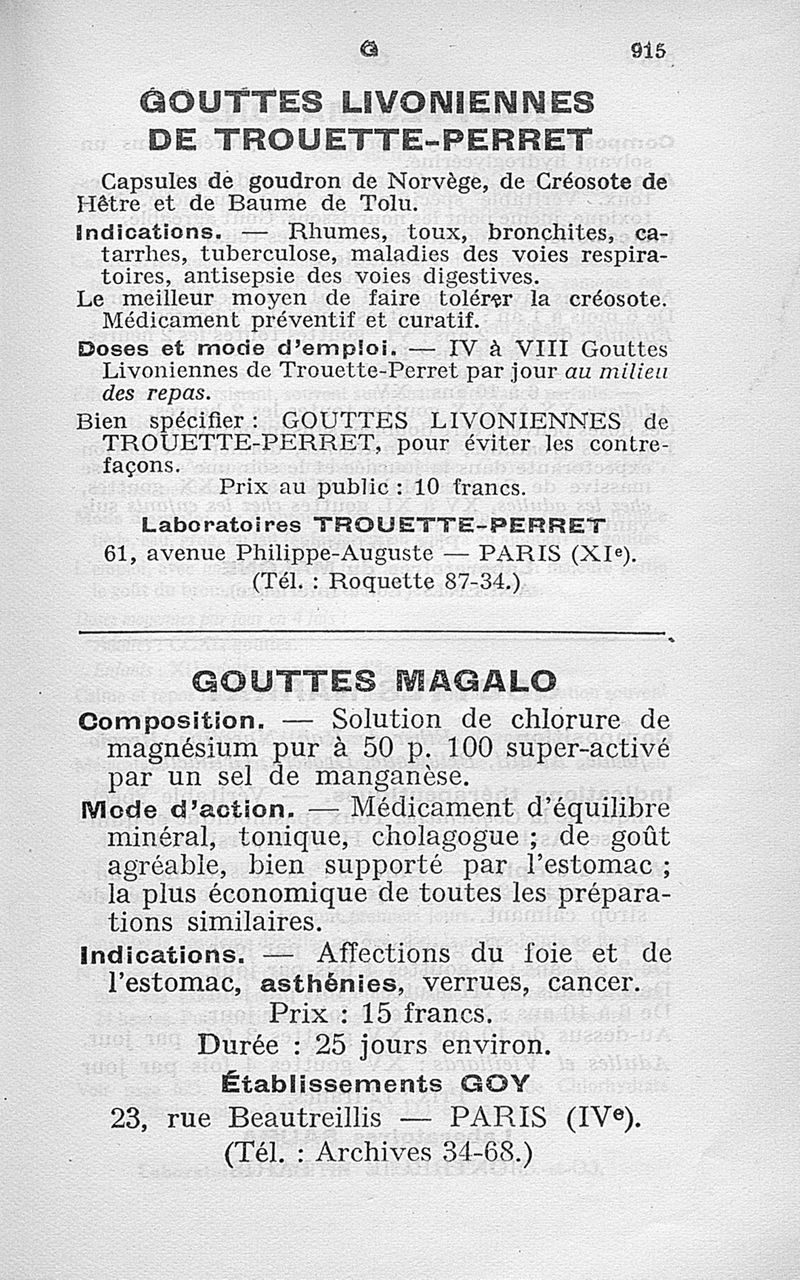 G 915
GOUTTES LIVONIENNES
DE TROUETTE-PERRET
Capsules de goudron de Norvège, de Créosote de
Hêtre et de Baume de Tolu.
Indications. — Rhumes, toux, bronchites, ca-
tarrhes, tuberculose, maladies des voies respira-
toires, antisepsie des voies digestives.
Le meilleur moyen de faire tolérer la créosote.
Médicament préventif et curatif.
Doses et mode d'emploi. — IV à VIII Gouttes
Livoniennes de Trouette-Perret par jour au milieu
des repas.
Bien spécifier : GOUTTES LIVONIENNES de
TROUETTE-PERRET, pour éviter les contre-
façons.
Prix au public : 10 francs.
Laboratoires TROUETTE-PERRET
61, avenue Philippe-Auguste — PARIS (XIe).
(Tél. : Roquette 87-34.)
GOUTTES MAGALO
Composition. — Solution de chlorure de
magnésium pur à 50 p. 100 super-activé
par un sel de manganèse.
Mode d'action. — Médicament d'équilibre
minéral, tonique, cholagogue ; de goût
agréable, bien supporté par l'estomac ;
la plus économique de toutes les prépara-
tions similaires.
Indications. — Affections du foie et de
l'estomac, asthénies, verrues, cancer.
Prix : 15 francs.
Durée : 25 jours environ.
Établissements GOY
23, rue Beautreillis — PARIS (IVe).
(Tél. : Archives 34-68.)